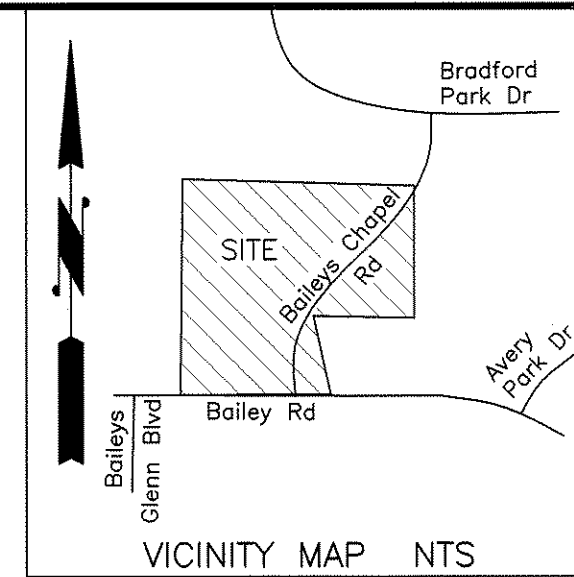 Bradford
Park Dr
SITE
Baileys Chapel
Rd
Avery
Park Dr
Bailey Rd
Baileys
Glenn Blvd
VICINITY MAP NTS